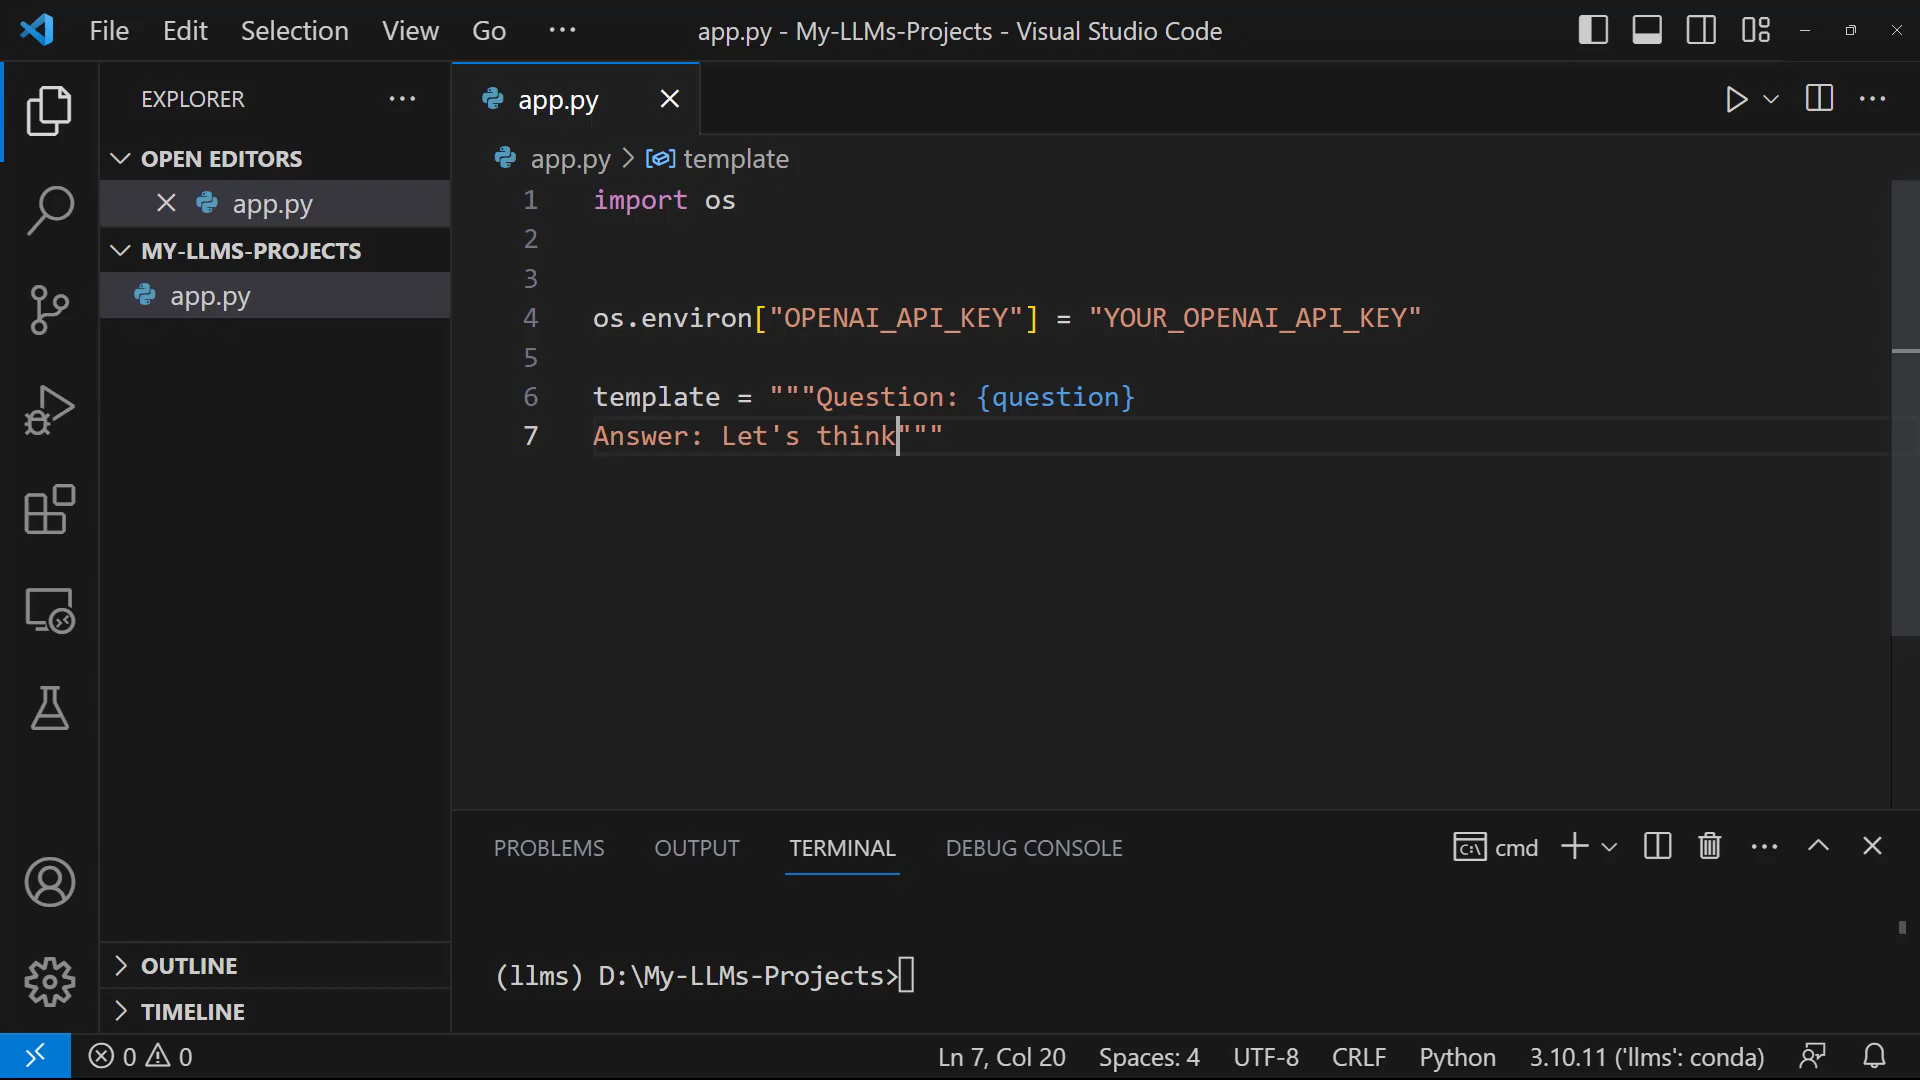 File Edit Selection View Go ··· app.py - My-LLMs-Projects - Visual Studio Code
EXPLORER ···
OPEN EDITORS
app.py
MY-LLMS-PROJECTS
app.py
OUTLINE
TIMELINE
app.py
app.py > template
1 import os
2
3
4 os.environ["OPENAI_API_KEY"] = "YOUR_OPENAI_API_KEY"
5
6 template = """Question: {question}
7 Answer: Let's think"""
PROBLEMS OUTPUT TERMINAL DEBUG CONSOLE cmd
(llms) D:\My-LLMs-Projects>
0 0 Ln 7, Col 20 Spaces: 4 UTF-8 CRLF Python 3.10.11 ('llms': conda)